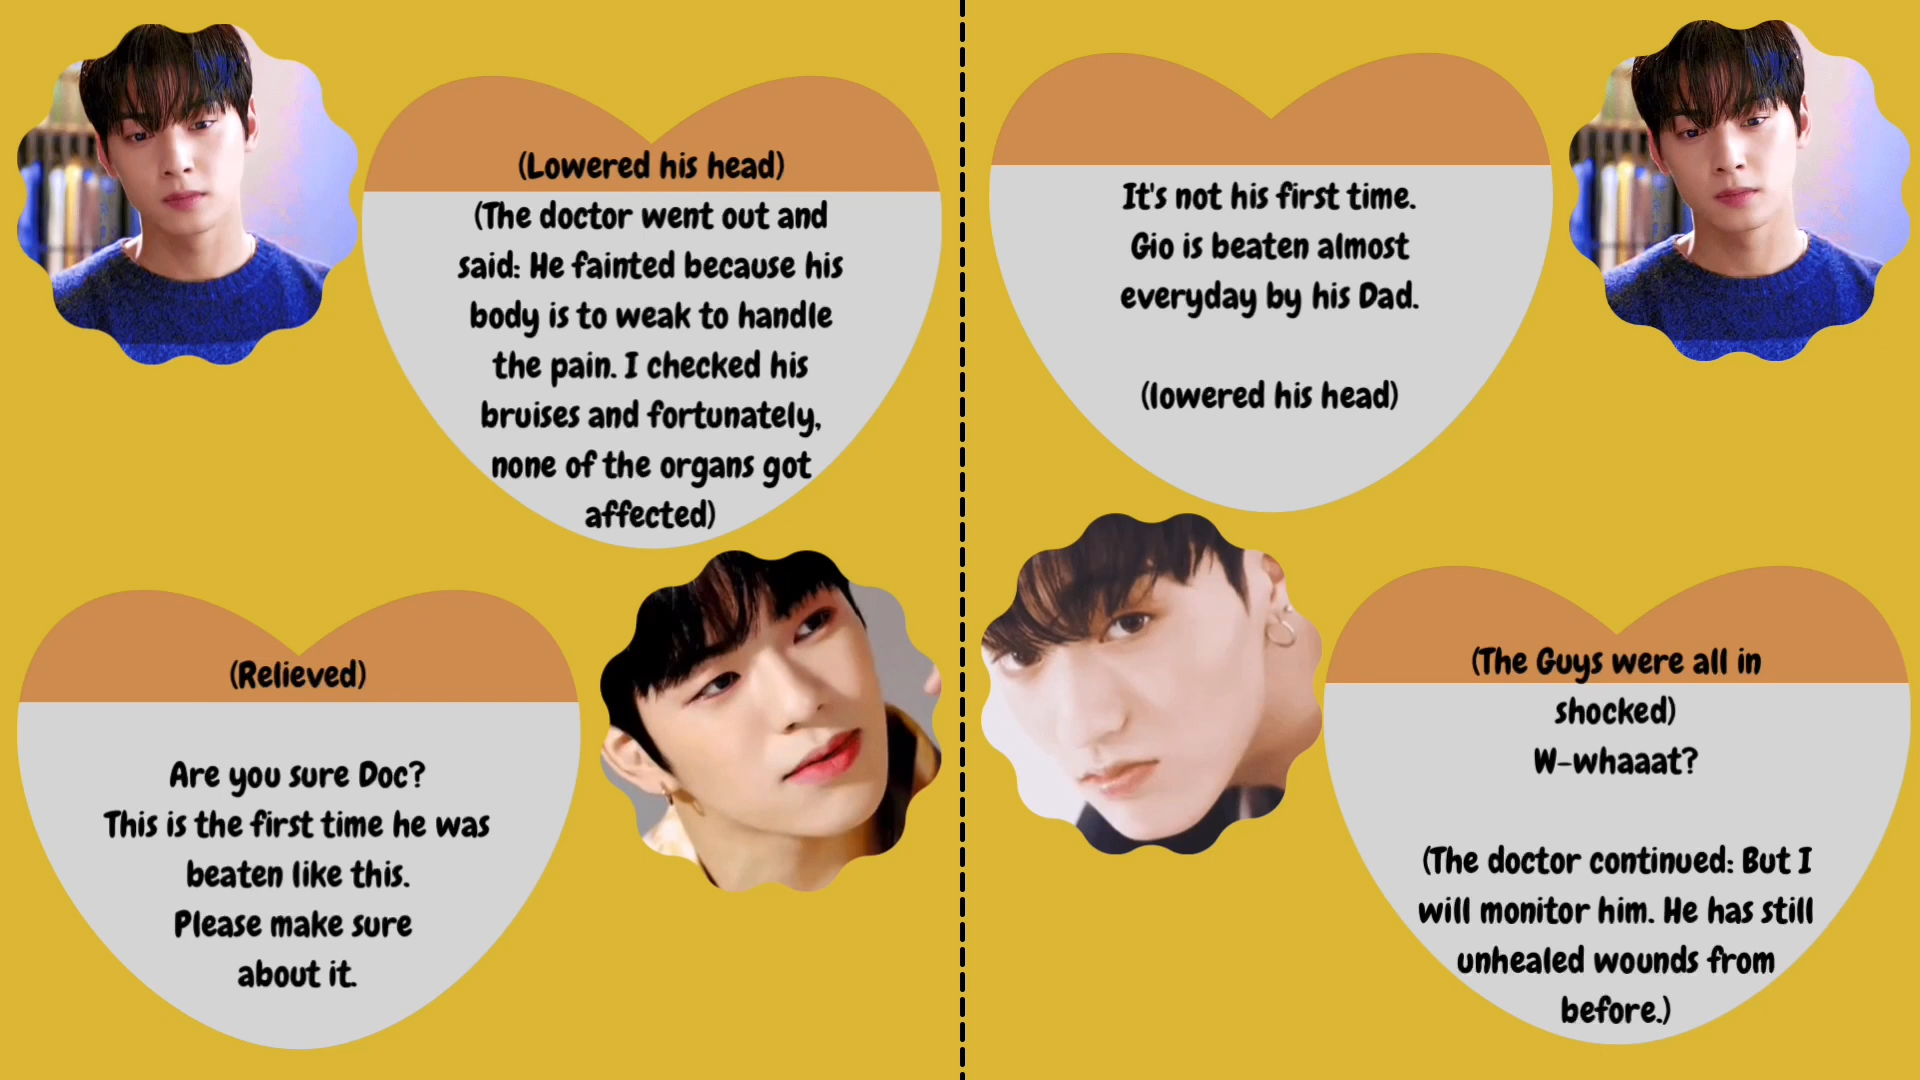 (Lowered his head)
(The doctor went out and
said: He fainted because his
body is to weak to handle
the pain. I checked his
bruises and fortunately,
none of the organs got
affected)
(Relieved)
Are you sure Doc?
This is the first time he was
beaten like this.
Please make sure
about it.
It's not his first time.
Gio is beaten almost
everyday by his Dad.
(lowered his head)
(The Guys were all in
shocked)
W-whaaat?
(The doctor continued: But I
will monitor him. He has still
unhealed wounds from
before.)